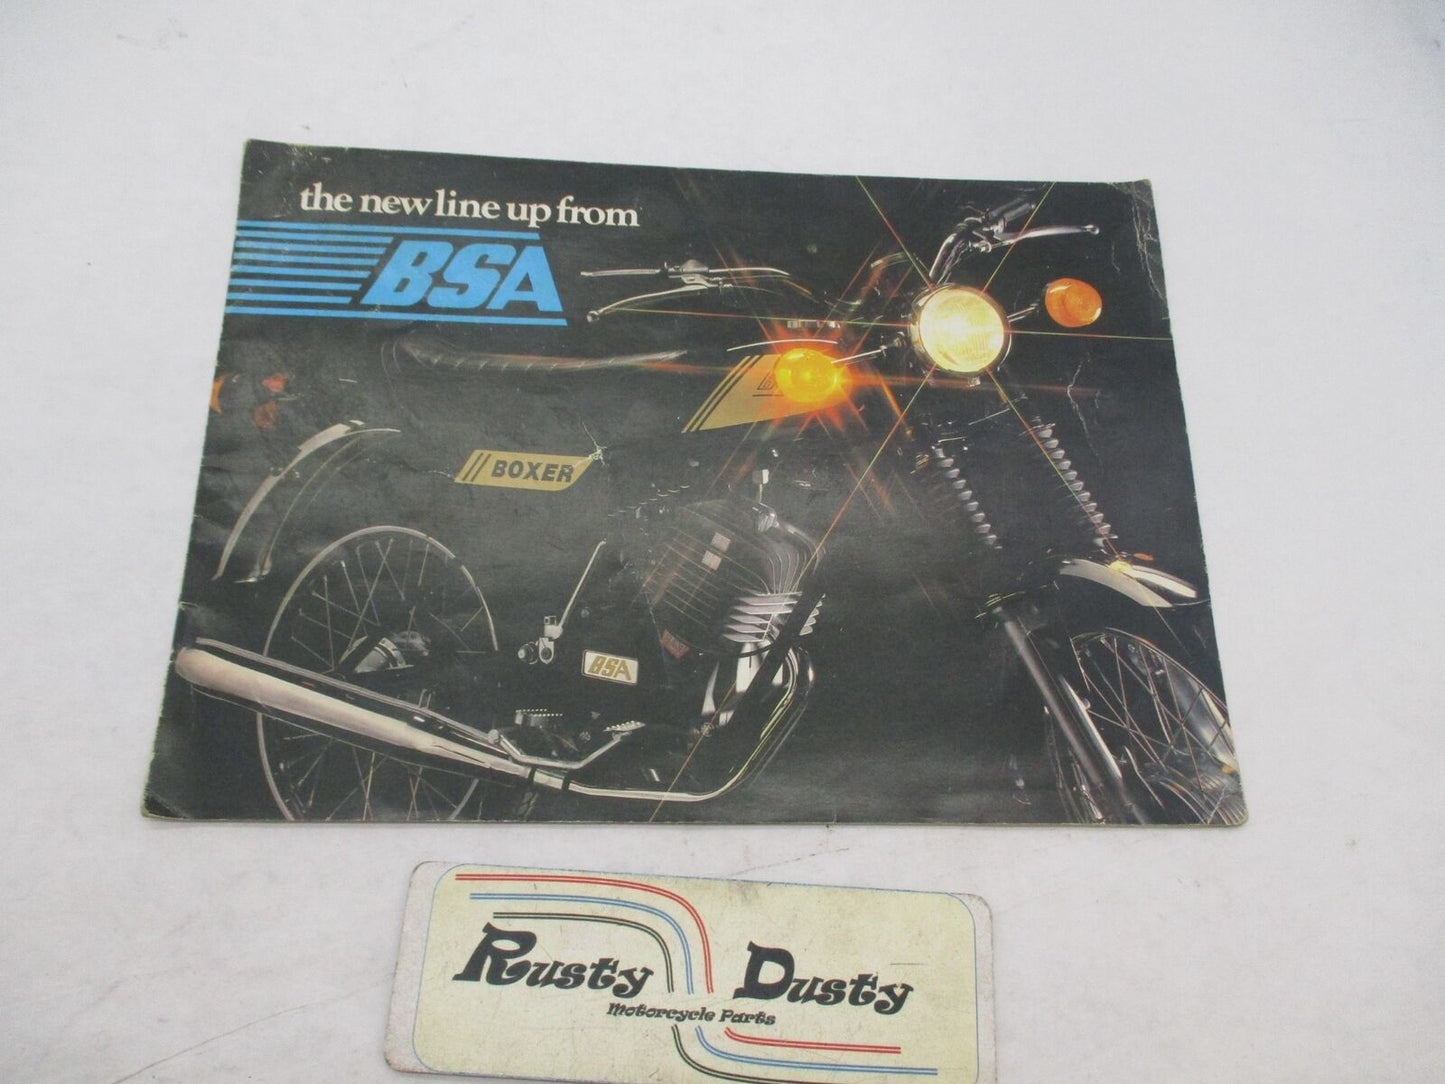 the new line up from
BSA
BOXER
BSA
Rusty Dusty
Motorcycle Parts